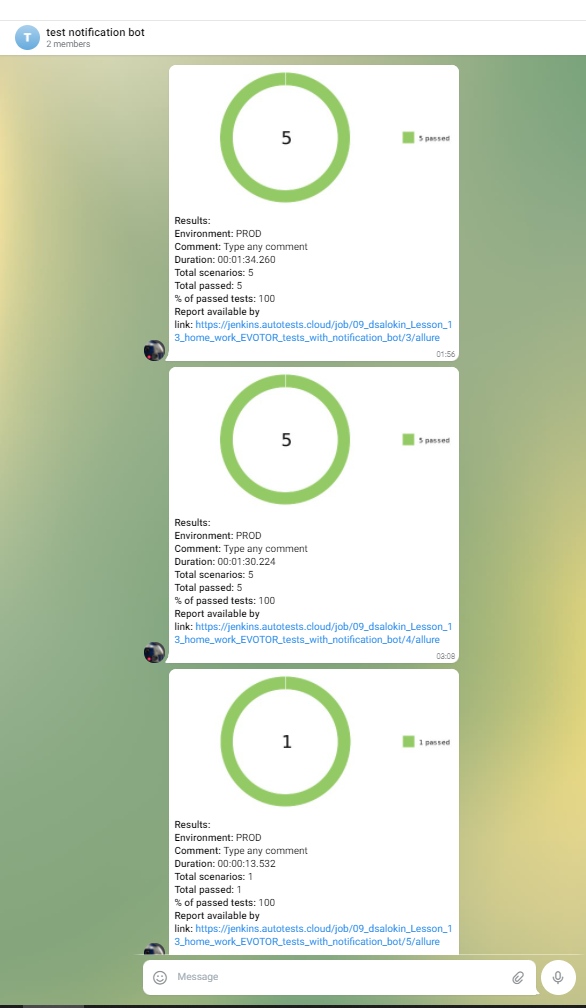 T
test notification bot
2 members
5
5 passed
Results:
Environment: PROD
Comment: Type any comment
Duration: 00:01:34.260
Total scenarios: 5
Total passed: 5
% of passed tests: 100
Report available by
link: https://jenkins.autotests.cloud/job/09_dsalokin_Lesson_1
3_home_work_EVOTOR_tests_with_notification_bot/3/allure
01:56
5
5 passed
Results:
Environment: PROD
Comment: Type any comment
Duration: 00:01:30.224
Total scenarios: 5
Total passed: 5
% of passed tests: 100
Report available by
link: https://jenkins.autotests.cloud/job/09_dsalokin_Lesson_1
3_home_work_EVOTOR_tests_with_notification_bot/4/allure
03:08
1
1 passed
Results:
Environment: PROD
Comment: Type any comment
Duration: 00:00:13.532
Total scenarios: 1
Total passed: 1
% of passed tests: 100
Report available by
link: https://jenkins.autotests.cloud/job/09_dsalokin_Lesson_1
3_home_work_EVOTOR_tests_with_notification_bot/5/allure
Message